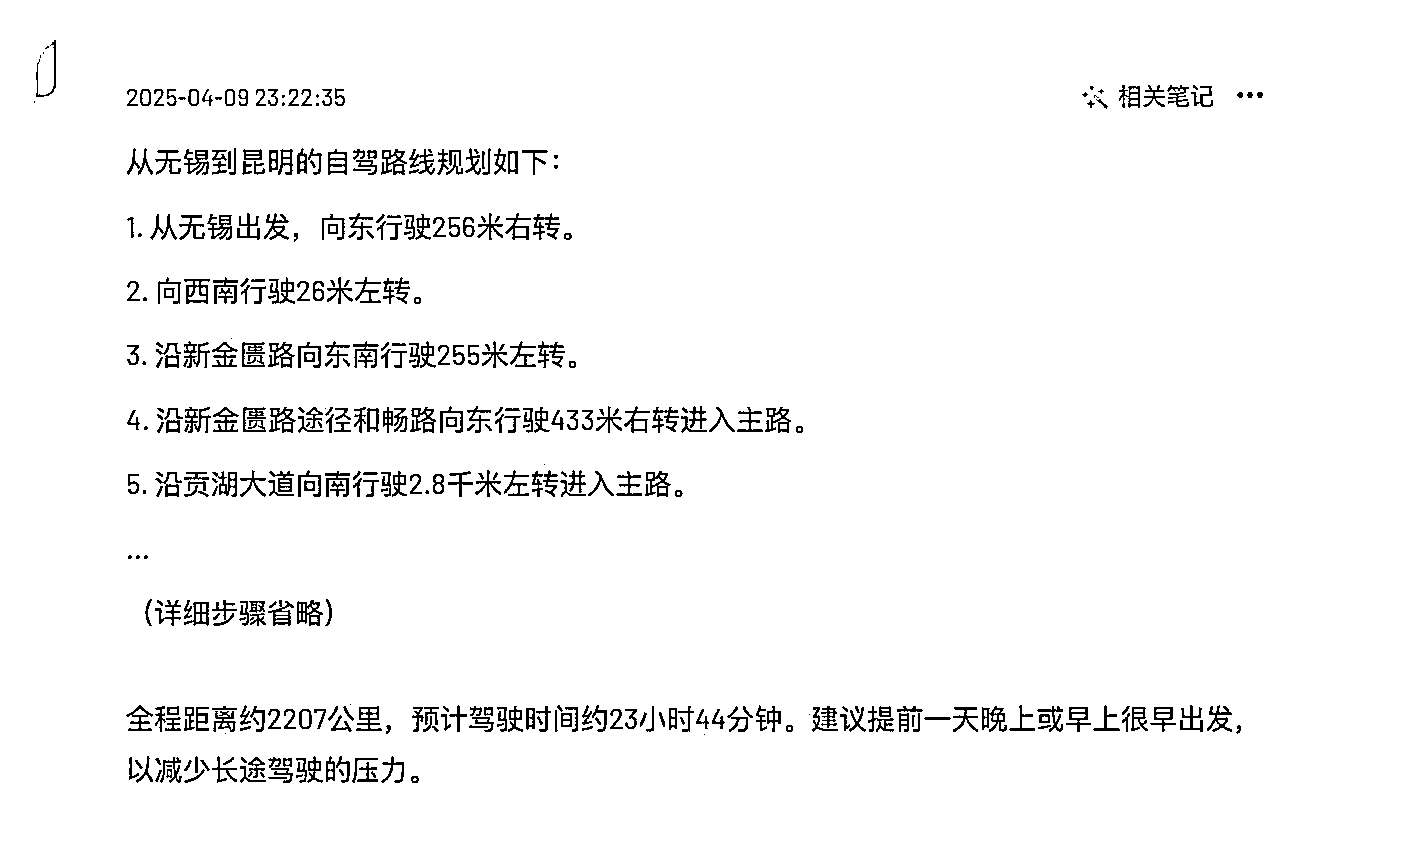 2025-04-09 23:22:35
相关笔记 •••
从无锡到昆明的自驾路线规划如下：
1. 从无锡出发，向东行驶256米右转。
2. 向西南行驶26米左转。
3. 沿新金匮路向东南行驶255米左转。
4. 沿新金匮路途径和畅路向东行驶433米右转进入主路。
5. 沿贡湖大道向南行驶2.8千米左转进入主路。
...
（详细步骤省略）
全程距离约2207公里，预计驾驶时间约23小时44分钟。建议提前一天晚上或早上很早出发，
以减少长途驾驶的压力。